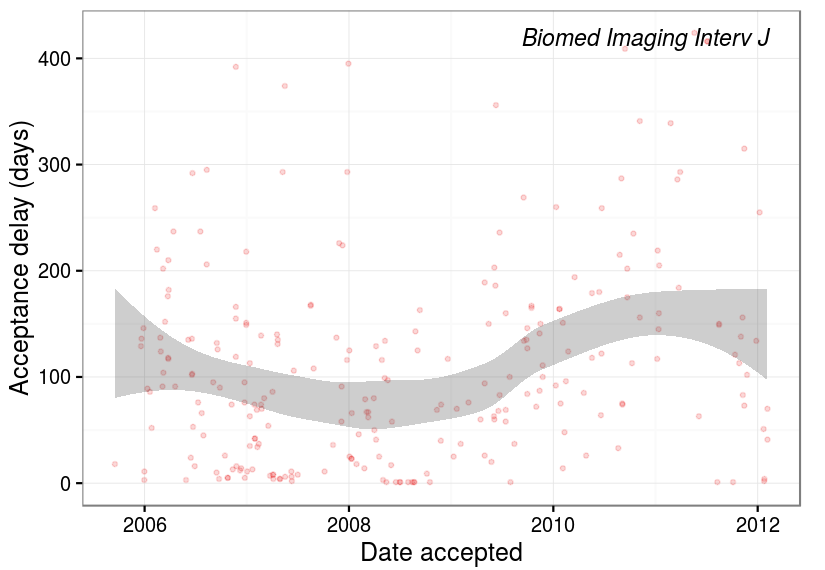 Biomed Imaging Interv J
Acceptance delay (days)
400
300
200
100
0
2006 2008 2010 2012
Date accepted